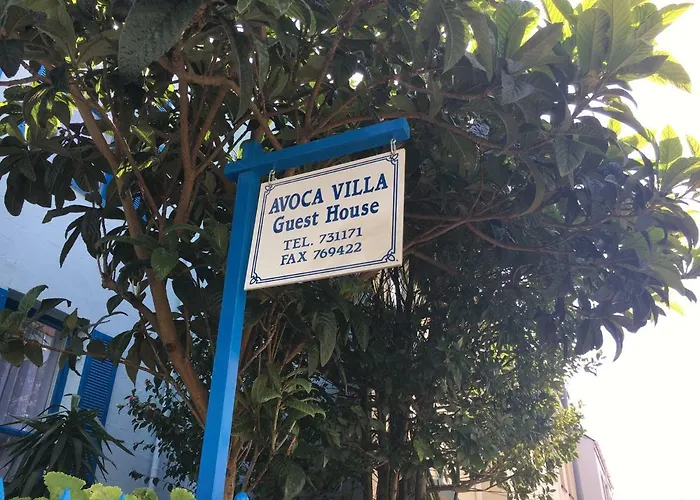 AVOCA VILLA
Guest House
TEL. 731171
FAX 769422